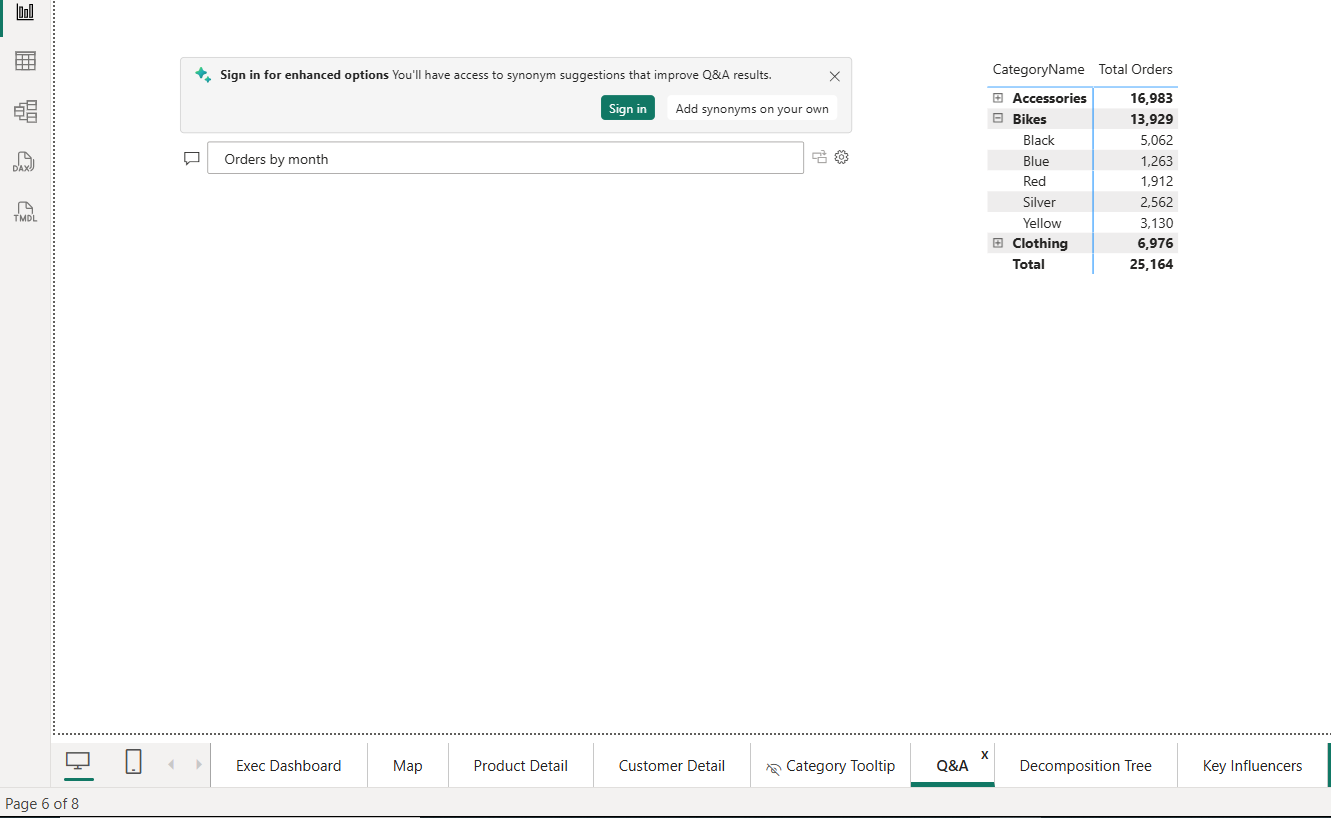 Sign in for enhanced options You'll have access to synonym suggestions that improve Q&A results.
Sign in Add synonyms on your own
Orders by month
CategoryName Total Orders
Accessories 16,983
Bikes 13,929
Black 5,062
Blue 1,263
Red 1,912
Silver 2,562
Yellow 3,130
Clothing 6,976
Total 25,164
DAX
TMDL
Exec Dashboard Map Product Detail Customer Detail Category Tooltip Q&A X Decomposition Tree Key Influencers
Page 6 of 8